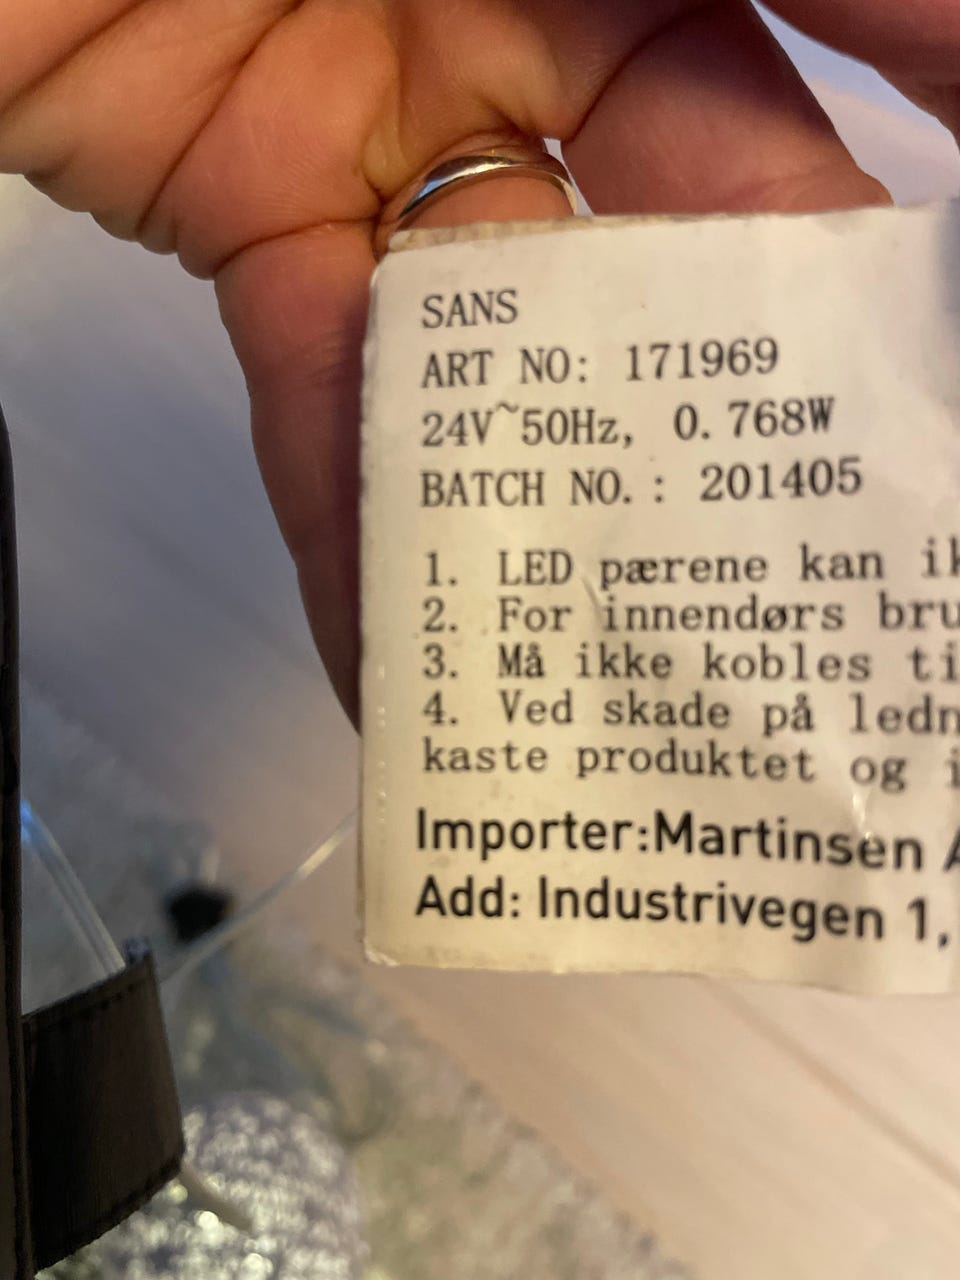 SANS
ART NO: 171969
24V~50Hz, 0.768W
BATCH NO.: 201405
1. LED pærene kan
2. For innendørs
3. Må ikke kobles
4. Ved skade på
kaste produktet og
Importer:Martinsen
Add: Industrivegen 1,